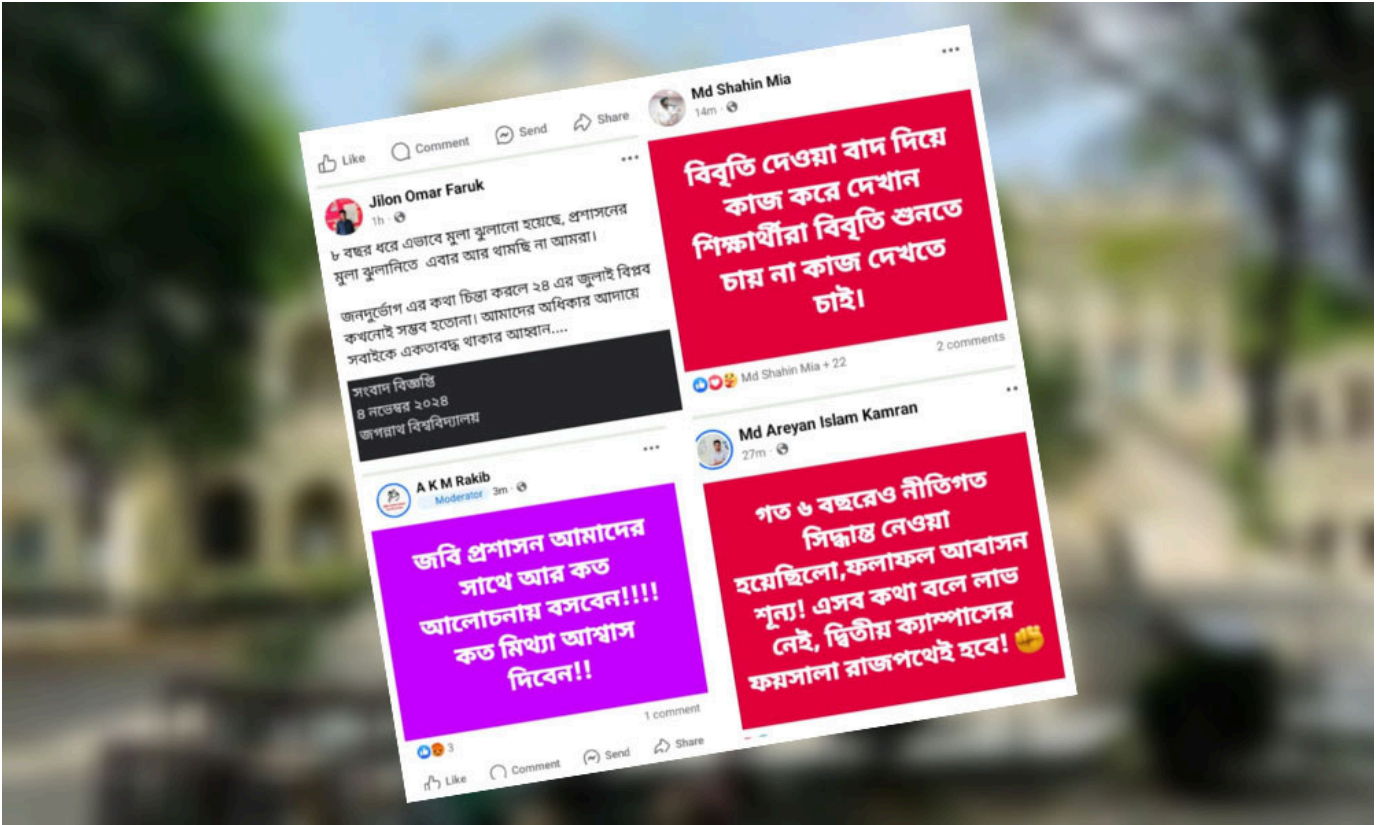 Like Comment Send Share
Jilon Omar Faruk
1h
৮ বছর ধরে এভাবে মুলা ঝুলানো হয়েছে, প্রশাসনের
মুলা ঝুলানিতে এবার আর থামছি না আমরা।
জনদুর্ভোগ এর কথা চিন্তা করলে ২৪ এর জুলাই বিপ্লব
কখনোই সম্ভব হতোনা। আমাদের অধিকার আদায়ে
সবাইকে একতাবদ্ধ থাকার আহ্বান....
সংবাদ বিজ্ঞপ্তি
৪ নভেম্বর ২০২৪
জগন্নাথ বিশ্ববিদ্যালয়
A K M Rakib
Moderator 3m
জবি প্রশাসন আমাদের
সাথে আর কত
আলোচনায় বসবেন!!!!
কত মিথ্যা আশ্বাস
দিবেন!!
3
1 comment
Like Comment Send Share
Md Shahin Mia
14m
বিবৃতি দেওয়া বাদ দিয়ে
কাজ করে দেখান
শিক্ষার্থীরা বিবৃতি শুনতে
চায় না কাজ দেখতে
চাই।
Md Shahin Mia + 22
2 comments
Md Areyan Islam Kamran
27m
গত ৬ বছরেও নীতিগত
সিদ্ধান্ত নেওয়া
হয়েছিলো,ফলাফল আবাসন
শূন্য! এসব কথা বলে লাভ
নেই, দ্বিতীয় ক্যাম্পাসের
ফয়সালা রাজপথেই হবে! ✊